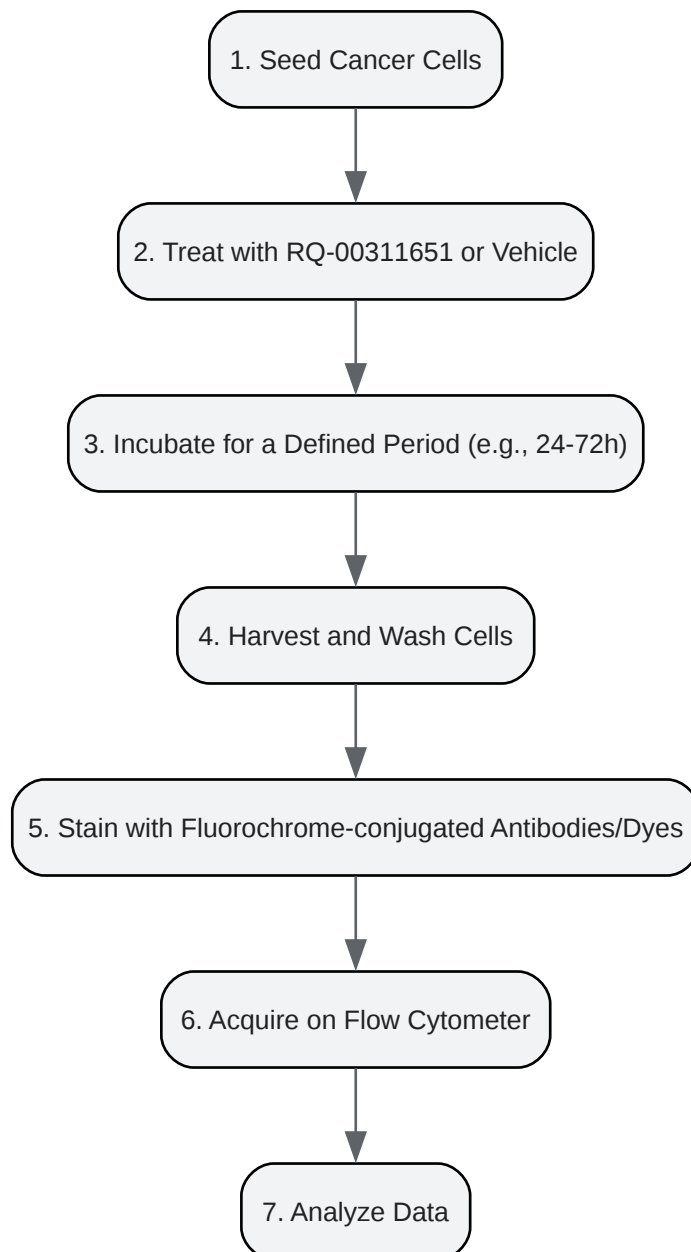 1. Seed Cancer Cells
2. Treat with RQ-00311651 or Vehicle
3. Incubate for a Defined Period (e.g., 24-72h)
4. Harvest and Wash Cells
5. Stain with Fluorochrome-conjugated Antibodies/Dyes
6. Acquire on Flow Cytometer
7. Analyze Data